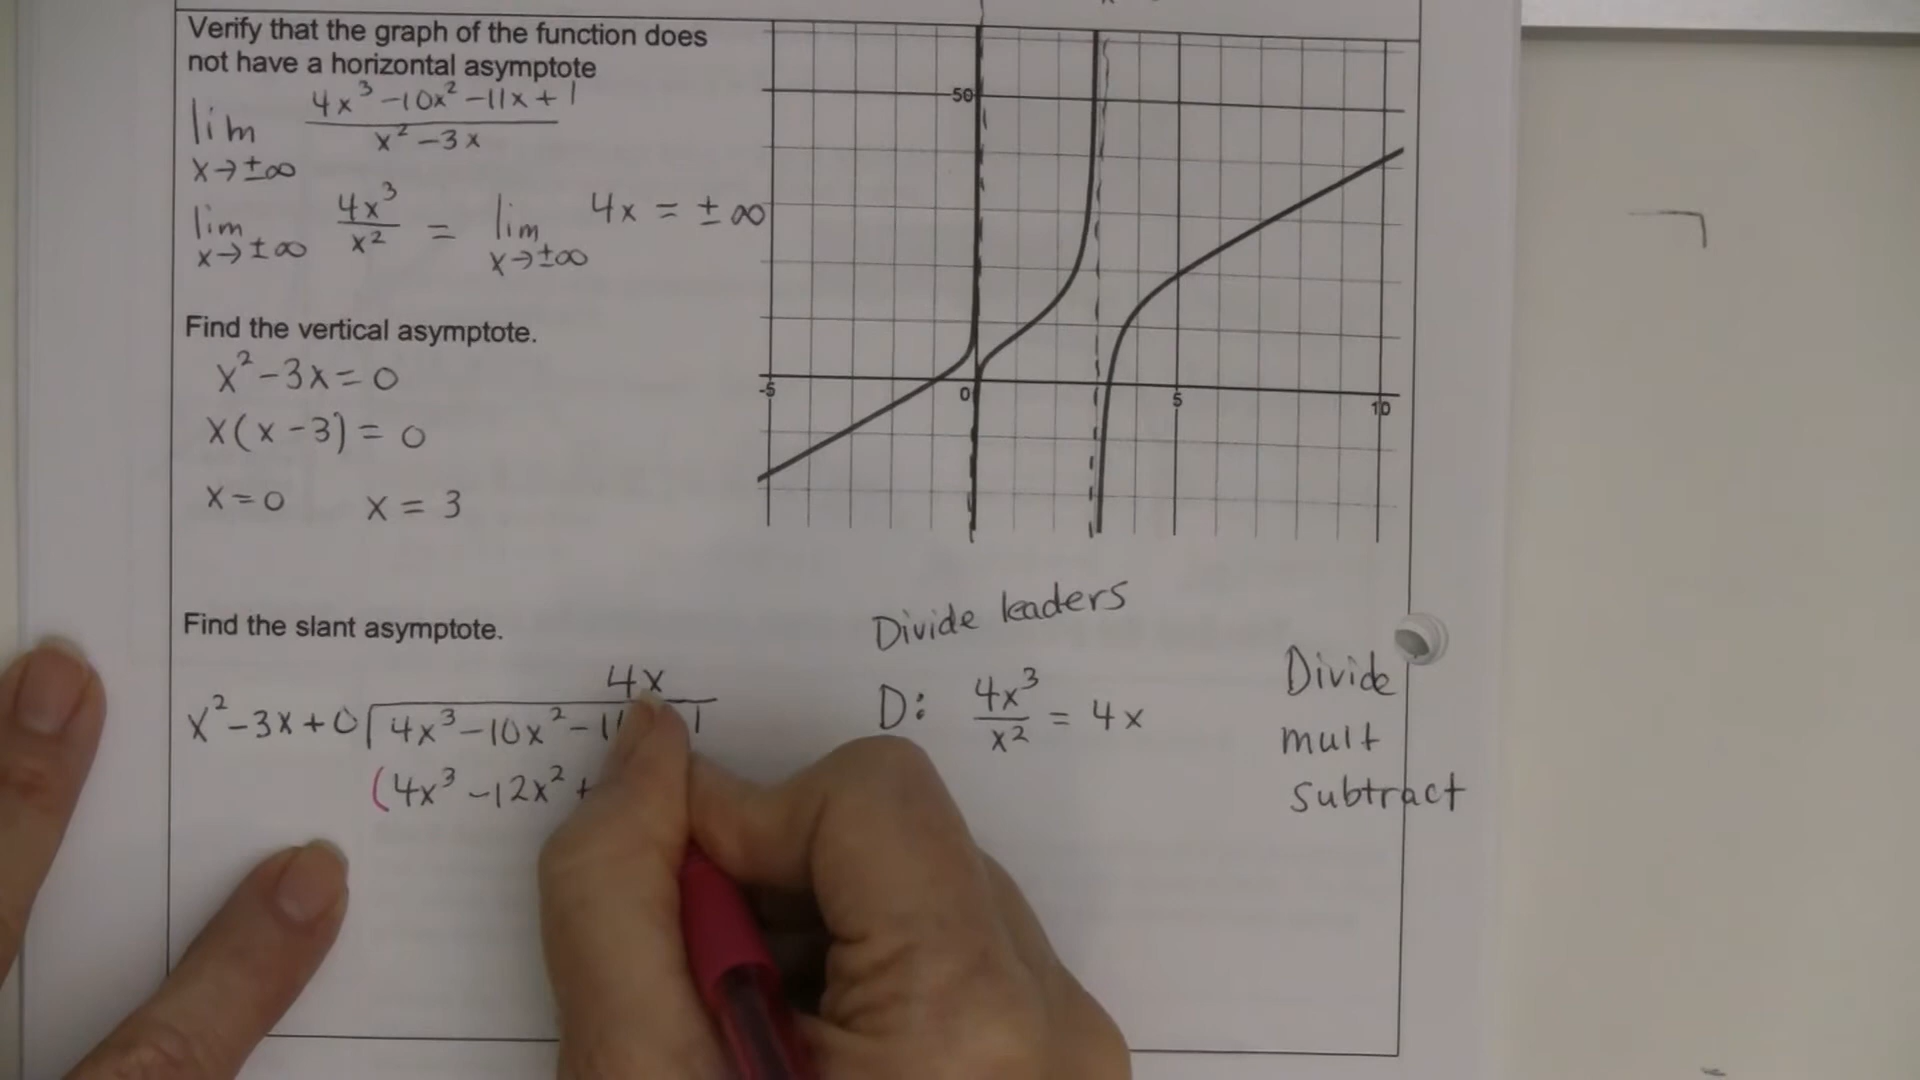 Verify that the graph of the function does
not have a horizontal asymptote
lim 4x³ - 10x² - 11x + 1 / x² - 3x
x→±∞
lim 4x³/x² = lim 4x = ±∞
x→±∞ x→±∞
Find the vertical asymptote.
x² - 3x = 0
x(x - 3) = 0
x = 0 x = 3
50
-5 0 5 10
Find the slant asymptote.
Divide leaders
4x
x² - 3x + 0 4x³ - 10x² - 1
(4x³ - 12x² +
D: 4x³/x² = 4x
Divide
mult
subtract